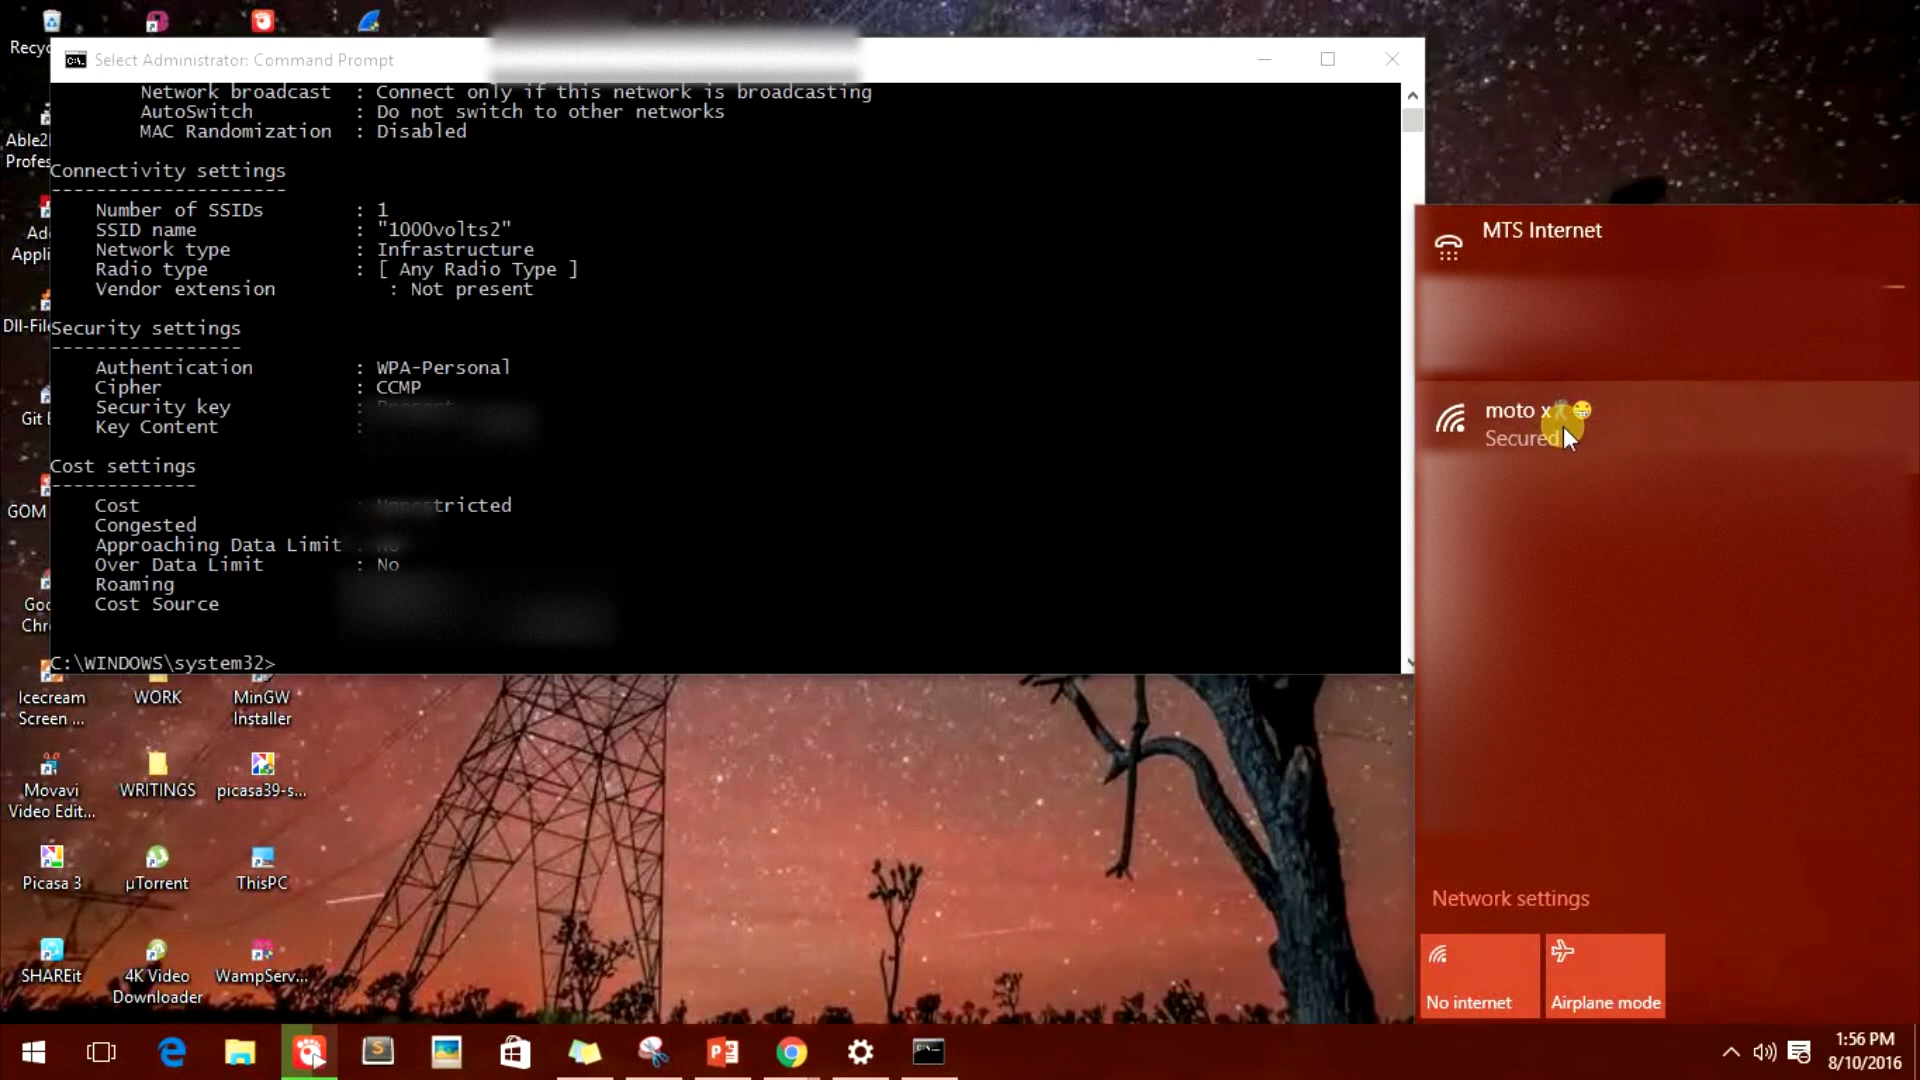 Recyc
Select Administrator: Command Prompt
Network broadcast : Connect only if this network is broadcasting
AutoSwitch : Do not switch to other networks
MAC Randomization : Disabled
Connectivity settings
---------------------
Number of SSIDs : 1
SSID name : "1000volts2"
Network type : Infrastructure
Radio type : [ Any Radio Type ]
Vendor extension : Not present
Security settings
-----------------
Authentication : WPA-Personal
Cipher : CCMP
Security key : Present
Key Content :
Cost settings
-------------
Cost : Unrestricted
Congested
Approaching Data Limit : No
Over Data Limit : No
Roaming
Cost Source
C:\WINDOWS\system32>
Able2
Profes
Ado
Appli
Dll-File
Git
GOM
Goo
Chr
Icecream
Screen ...
WORK
MinGW
Installer
Movavi
Video Edit...
WRITINGS
picasa39-s...
Picasa 3
µTorrent
ThisPC
SHAREit
4K Video
Downloader
WampServ...
MTS Internet
moto x
Secured
Network settings
No internet
Airplane mode
1:56 PM
8/10/2016